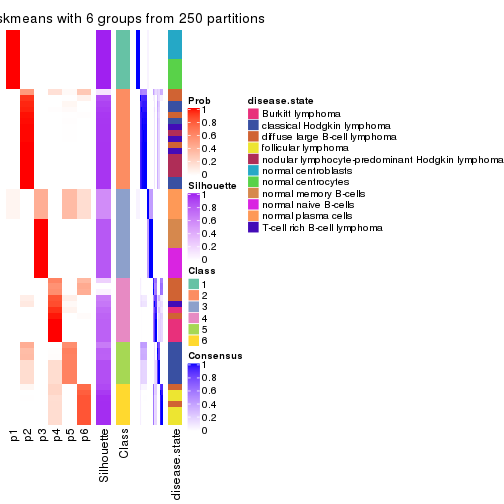 skmeans with 6 groups from 250 partitions
Prob
1
0.8
0.6
0.4
0.2
0
Silhouette
1
0.8
0.6
0.4
0.2
0
Class
1
2
3
4
5
6
Consensus
1
0.8
0.6
0.4
0.2
0
disease.state
Burkitt lymphoma
classical Hodgkin lymphoma
diffuse large B-cell lymphoma
follicular lymphoma
nodular lymphocyte-predominant Hodgkin lymphoma
normal centroblasts
normal centrocytes
normal memory B-cells
normal naive B-cells
normal plasma cells
T-cell rich B-cell lymphoma
p1
p2
p3
p4
p5
p6
Silhouette
Class
disease.state